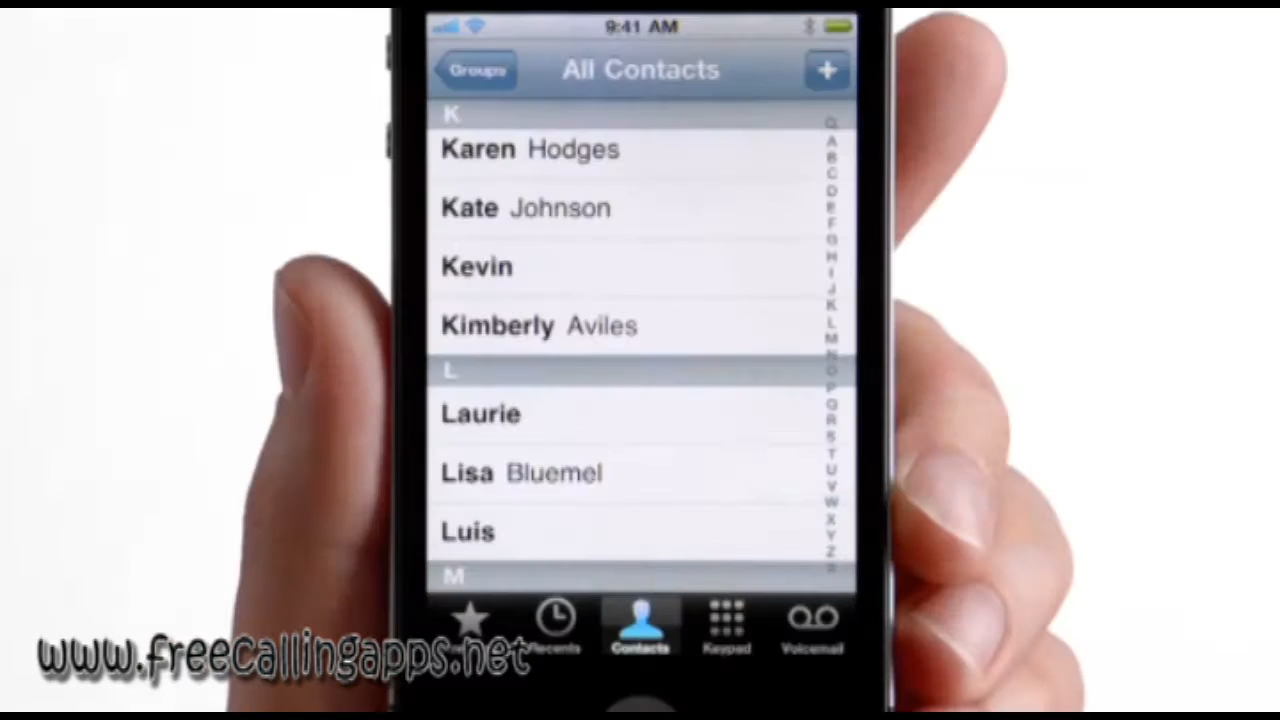 9:41 AM
Groups
All Contacts
+
K
Karen Hodges
Kate Johnson
Kevin
Kimberly Aviles
L
Laurie
Lisa Bluemel
Luis
M
A
B
C
D
E
F
G
H
I
J
K
L
M
N
O
P
Q
R
S
T
U
V
W
X
Y
Z
#
Recents
Contacts
Keypad
Voicemail
www.freecallingapps.net